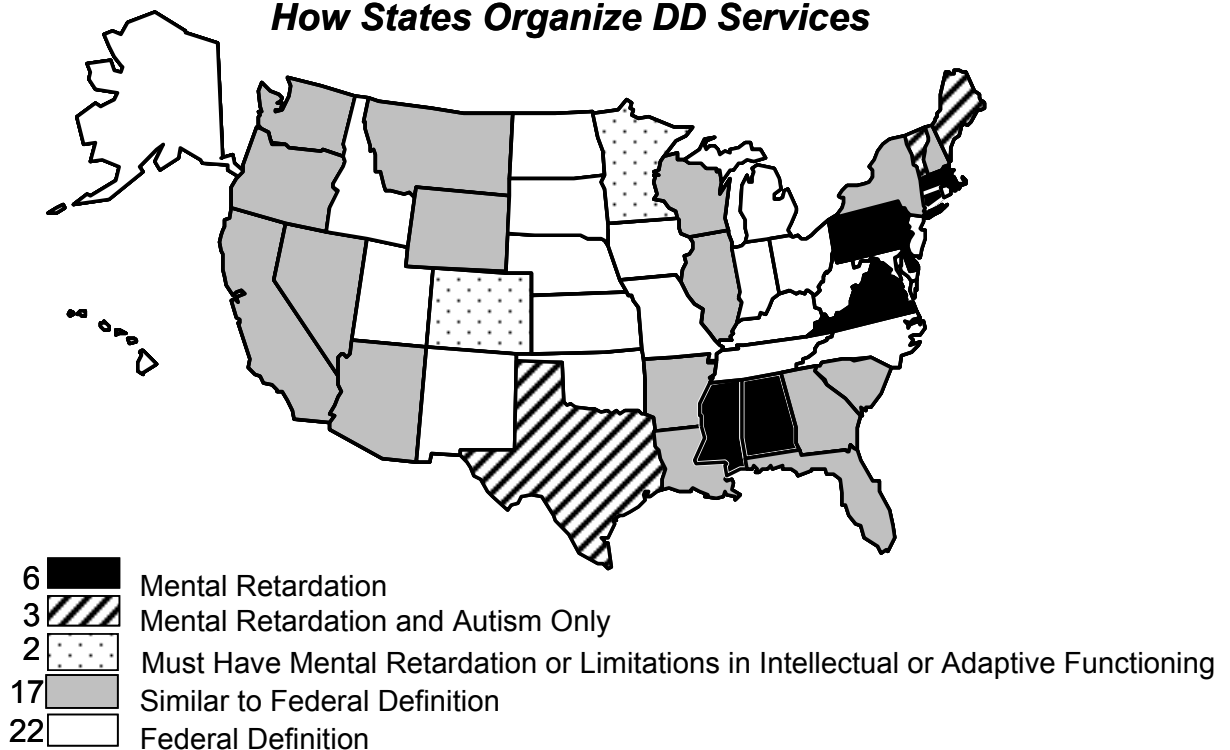 How States Organize DD Services
6 Mental Retardation
3 Mental Retardation and Autism Only
2 Must Have Mental Retardation or Limitations in Intellectual or Adaptive Functioning
17 Similar to Federal Definition
22 Federal Definition